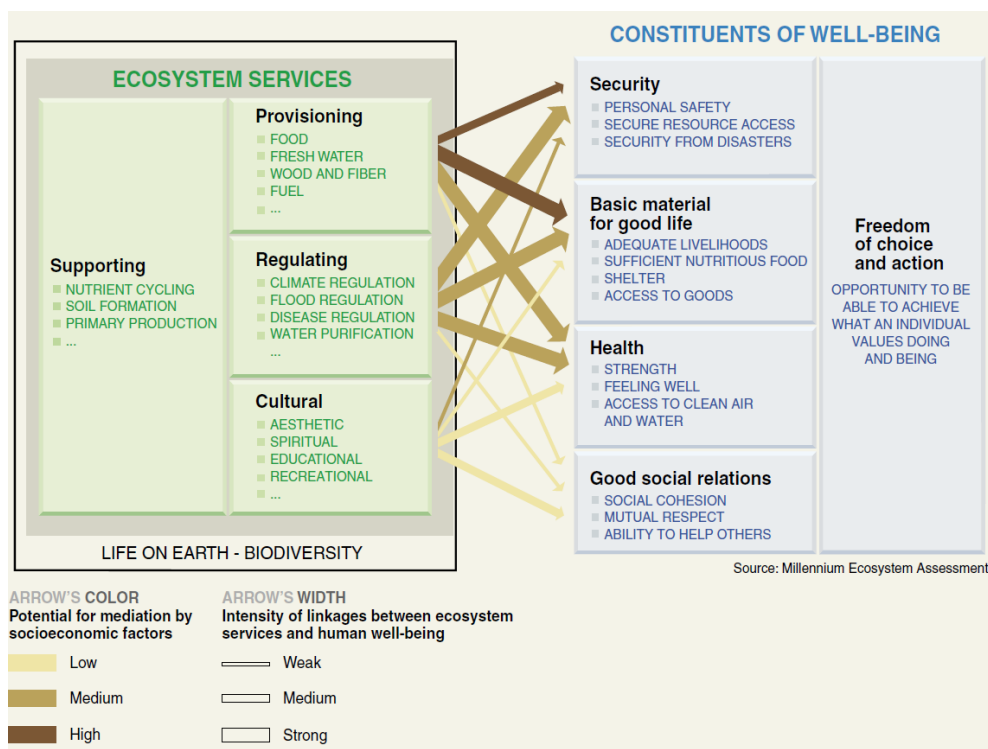 CONSTITUENTS OF WELL-BEING
ECOSYSTEM SERVICES
Supporting
NUTRIENT CYCLING
SOIL FORMATION
PRIMARY PRODUCTION
...
Provisioning
FOOD
FRESH WATER
WOOD AND FIBER
FUEL
...
Regulating
CLIMATE REGULATION
FLOOD REGULATION
DISEASE REGULATION
WATER PURIFICATION
...
Cultural
AESTHETIC
SPIRITUAL
EDUCATIONAL
RECREATIONAL
...
LIFE ON EARTH - BIODIVERSITY
Security
PERSONAL SAFETY
SECURE RESOURCE ACCESS
SECURITY FROM DISASTERS
Basic material
for good life
ADEQUATE LIVELIHOODS
SUFFICIENT NUTRITIOUS FOOD
SHELTER
ACCESS TO GOODS
Health
STRENGTH
FEELING WELL
ACCESS TO CLEAN AIR
AND WATER
Good social relations
SOCIAL COHESION
MUTUAL RESPECT
ABILITY TO HELP OTHERS
Freedom
of choice
and action
OPPORTUNITY TO BE
ABLE TO ACHIEVE
WHAT AN INDIVIDUAL
VALUES DOING
AND BEING
Source: Millennium Ecosystem Assessment
ARROW'S COLOR
Potential for mediation by
socioeconomic factors
Low
Medium
High
ARROW'S WIDTH
Intensity of linkages between ecosystem
services and human well-being
Weak
Medium
Strong